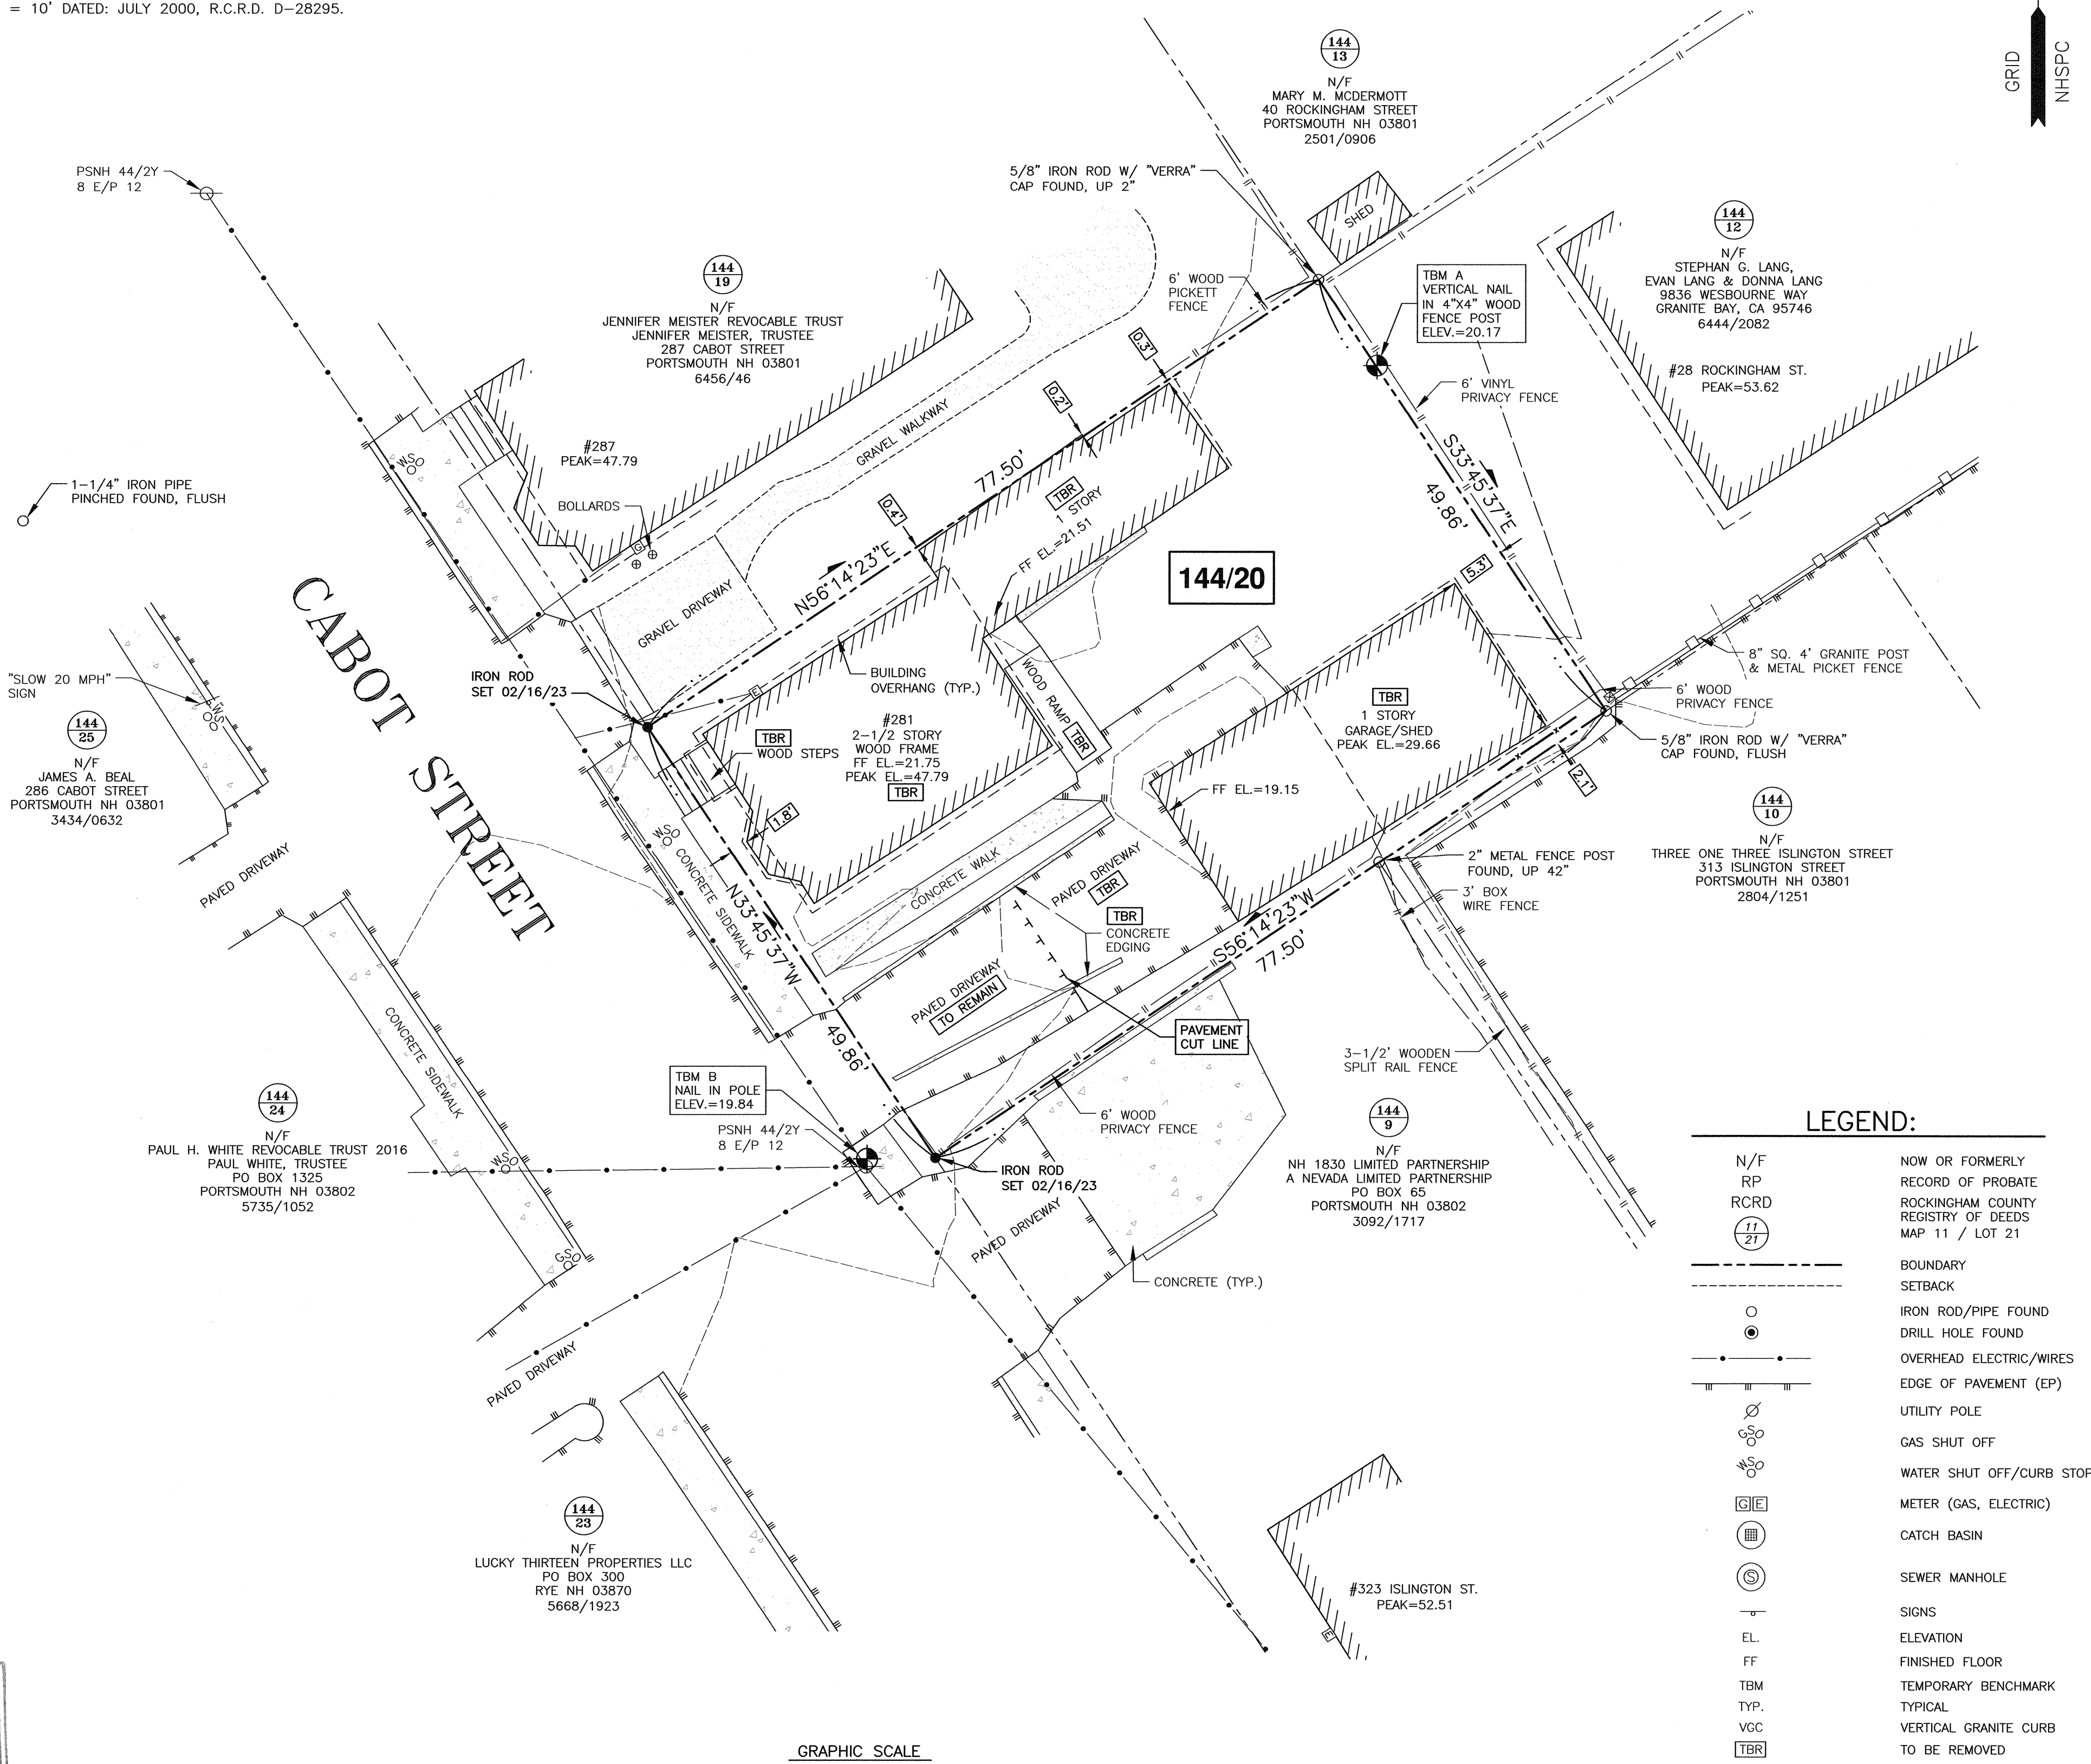 = 10' DATED: JULY 2000, R.C.R.D. D-28295.
GRID
NHSPC
144
13
N/F
MARY M. MCDERMOTT
40 ROCKINGHAM STREET
PORTSMOUTH NH 03801
2501/0906
PSNH 44/2Y
8 E/P 12
5/8" IRON ROD W/ "VERRA"
CAP FOUND, UP 2"
SHED
144
12
N/F
STEPHAN G. LANG,
EVAN LANG & DONNA LANG
9836 WESBOURNE WAY
GRANITE BAY, CA 95746
6444/2082
#28 ROCKINGHAM ST.
PEAK=53.62
144
19
N/F
JENNIFER MEISTER REVOCABLE TRUST
JENNIFER MEISTER, TRUSTEE
287 CABOT STREET
PORTSMOUTH NH 03801
6456/46
6' WOOD
PICKETT
FENCE
TBM A
VERTICAL NAIL
IN 4"X4" WOOD
FENCE POST
ELEV.=20.17
6' VINYL
PRIVACY FENCE
S33°45'37"E
49.86'
0.3'
0.2'
0.4'
GRAVEL WALKWAY
77.50'
N56°14'23"E
TBR
1 STORY
FF EL.=21.51
#287
PEAK=47.79
WSO
BOLLARDS
G
1-1/4" IRON PIPE
PINCHED FOUND, FLUSH
GRAVEL DRIVEWAY
CABOT STREET
144/20
5.3'
8" SQ. 4' GRANITE POST
& METAL PICKET FENCE
6' WOOD
PRIVACY FENCE
5/8" IRON ROD W/ "VERRA"
CAP FOUND, FLUSH
2.1'
"SLOW 20 MPH"
SIGN
WSO
144
25
N/F
JAMES A. BEAL
286 CABOT STREET
PORTSMOUTH NH 03801
3434/0632
IRON ROD
SET 02/16/23
E
BUILDING
OVERHANG (TYP.)
TBR
WOOD STEPS
#281
2-1/2 STORY
WOOD FRAME
FF EL.=21.75
PEAK EL.=47.79
TBR
WOOD RAMP
TBR
TBR
1 STORY
GARAGE/SHED
PEAK EL.=29.66
FF EL.=19.15
1.8'
WSO
CONCRETE SIDEWALK
N33°45'37"W
49.86'
CONCRETE WALK
PAVED DRIVEWAY
TBR
TBR
CONCRETE
EDGING
PAVED DRIVEWAY
TO REMAIN
S56°14'23"W
77.50'
2" METAL FENCE POST
FOUND, UP 42"
3' BOX
WIRE FENCE
144
10
N/F
THREE ONE THREE ISLINGTON STREET
313 ISLINGTON STREET
PORTSMOUTH NH 03801
2804/1251
PAVED DRIVEWAY
CONCRETE SIDEWALK
PAVEMENT
CUT LINE
3-1/2' WOODEN
SPLIT RAIL FENCE
TBM B
NAIL IN POLE
ELEV.=19.84
PSNH 44/2Y
8 E/P 12
6' WOOD
PRIVACY FENCE
IRON ROD
SET 02/16/23
144
24
N/F
PAUL H. WHITE REVOCABLE TRUST 2016
PAUL WHITE, TRUSTEE
PO BOX 1325
PORTSMOUTH NH 03802
5735/1052
WSO
GSO
144
9
N/F
NH 1830 LIMITED PARTNERSHIP
A NEVADA LIMITED PARTNERSHIP
PO BOX 65
PORTSMOUTH NH 03802
3092/1717
PAVED DRIVEWAY
CONCRETE (TYP.)
PAVED DRIVEWAY
144
23
N/F
LUCKY THIRTEEN PROPERTIES LLC
PO BOX 300
RYE NH 03870
5668/1923
#323 ISLINGTON ST.
PEAK=52.51
E
LEGEND:
N/F NOW OR FORMERLY
RP RECORD OF PROBATE
RCRD ROCKINGHAM COUNTY
REGISTRY OF DEEDS
11
21
MAP 11 / LOT 21
BOUNDARY
SETBACK
IRON ROD/PIPE FOUND
DRILL HOLE FOUND
OVERHEAD ELECTRIC/WIRES
EDGE OF PAVEMENT (EP)
UTILITY POLE
GSO GAS SHUT OFF
WSO WATER SHUT OFF/CURB STOP
G E METER (GAS, ELECTRIC)
CATCH BASIN
S SEWER MANHOLE
SIGNS
EL. ELEVATION
FF FINISHED FLOOR
TBM TEMPORARY BENCHMARK
TYP. TYPICAL
VGC VERTICAL GRANITE CURB
TBR TO BE REMOVED
GRAPHIC SCALE